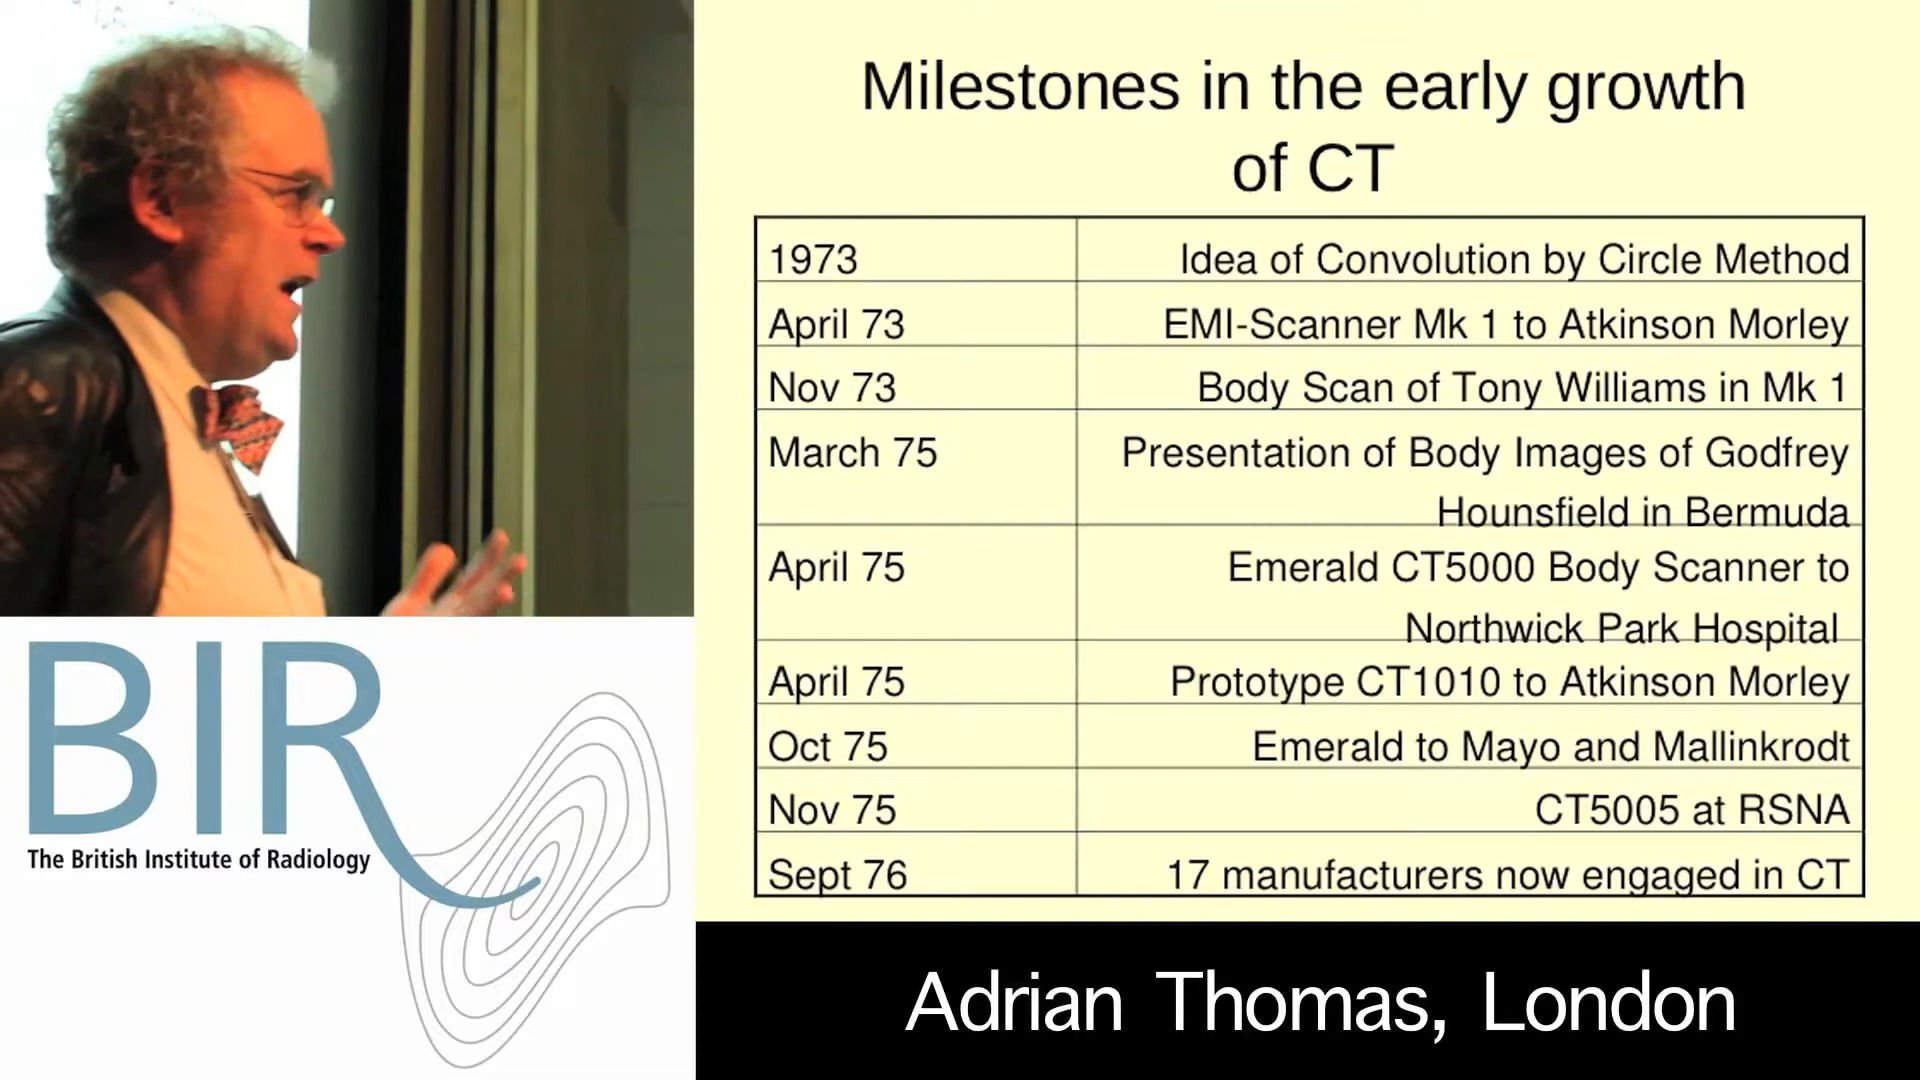 Milestones in the early growth
of CT
1973 Idea of Convolution by Circle Method
April 73 EMI-Scanner Mk 1 to Atkinson Morley
Nov 73 Body Scan of Tony Williams in Mk 1
March 75 Presentation of Body Images of Godfrey
Hounsfield in Bermuda
April 75 Emerald CT5000 Body Scanner to
Northwick Park Hospital
April 75 Prototype CT1010 to Atkinson Morley
Oct 75 Emerald to Mayo and Mallinkrodt
Nov 75 CT5005 at RSNA
Sept 76 17 manufacturers now engaged in CT
BIR
The British Institute of Radiology
Adrian Thomas, London